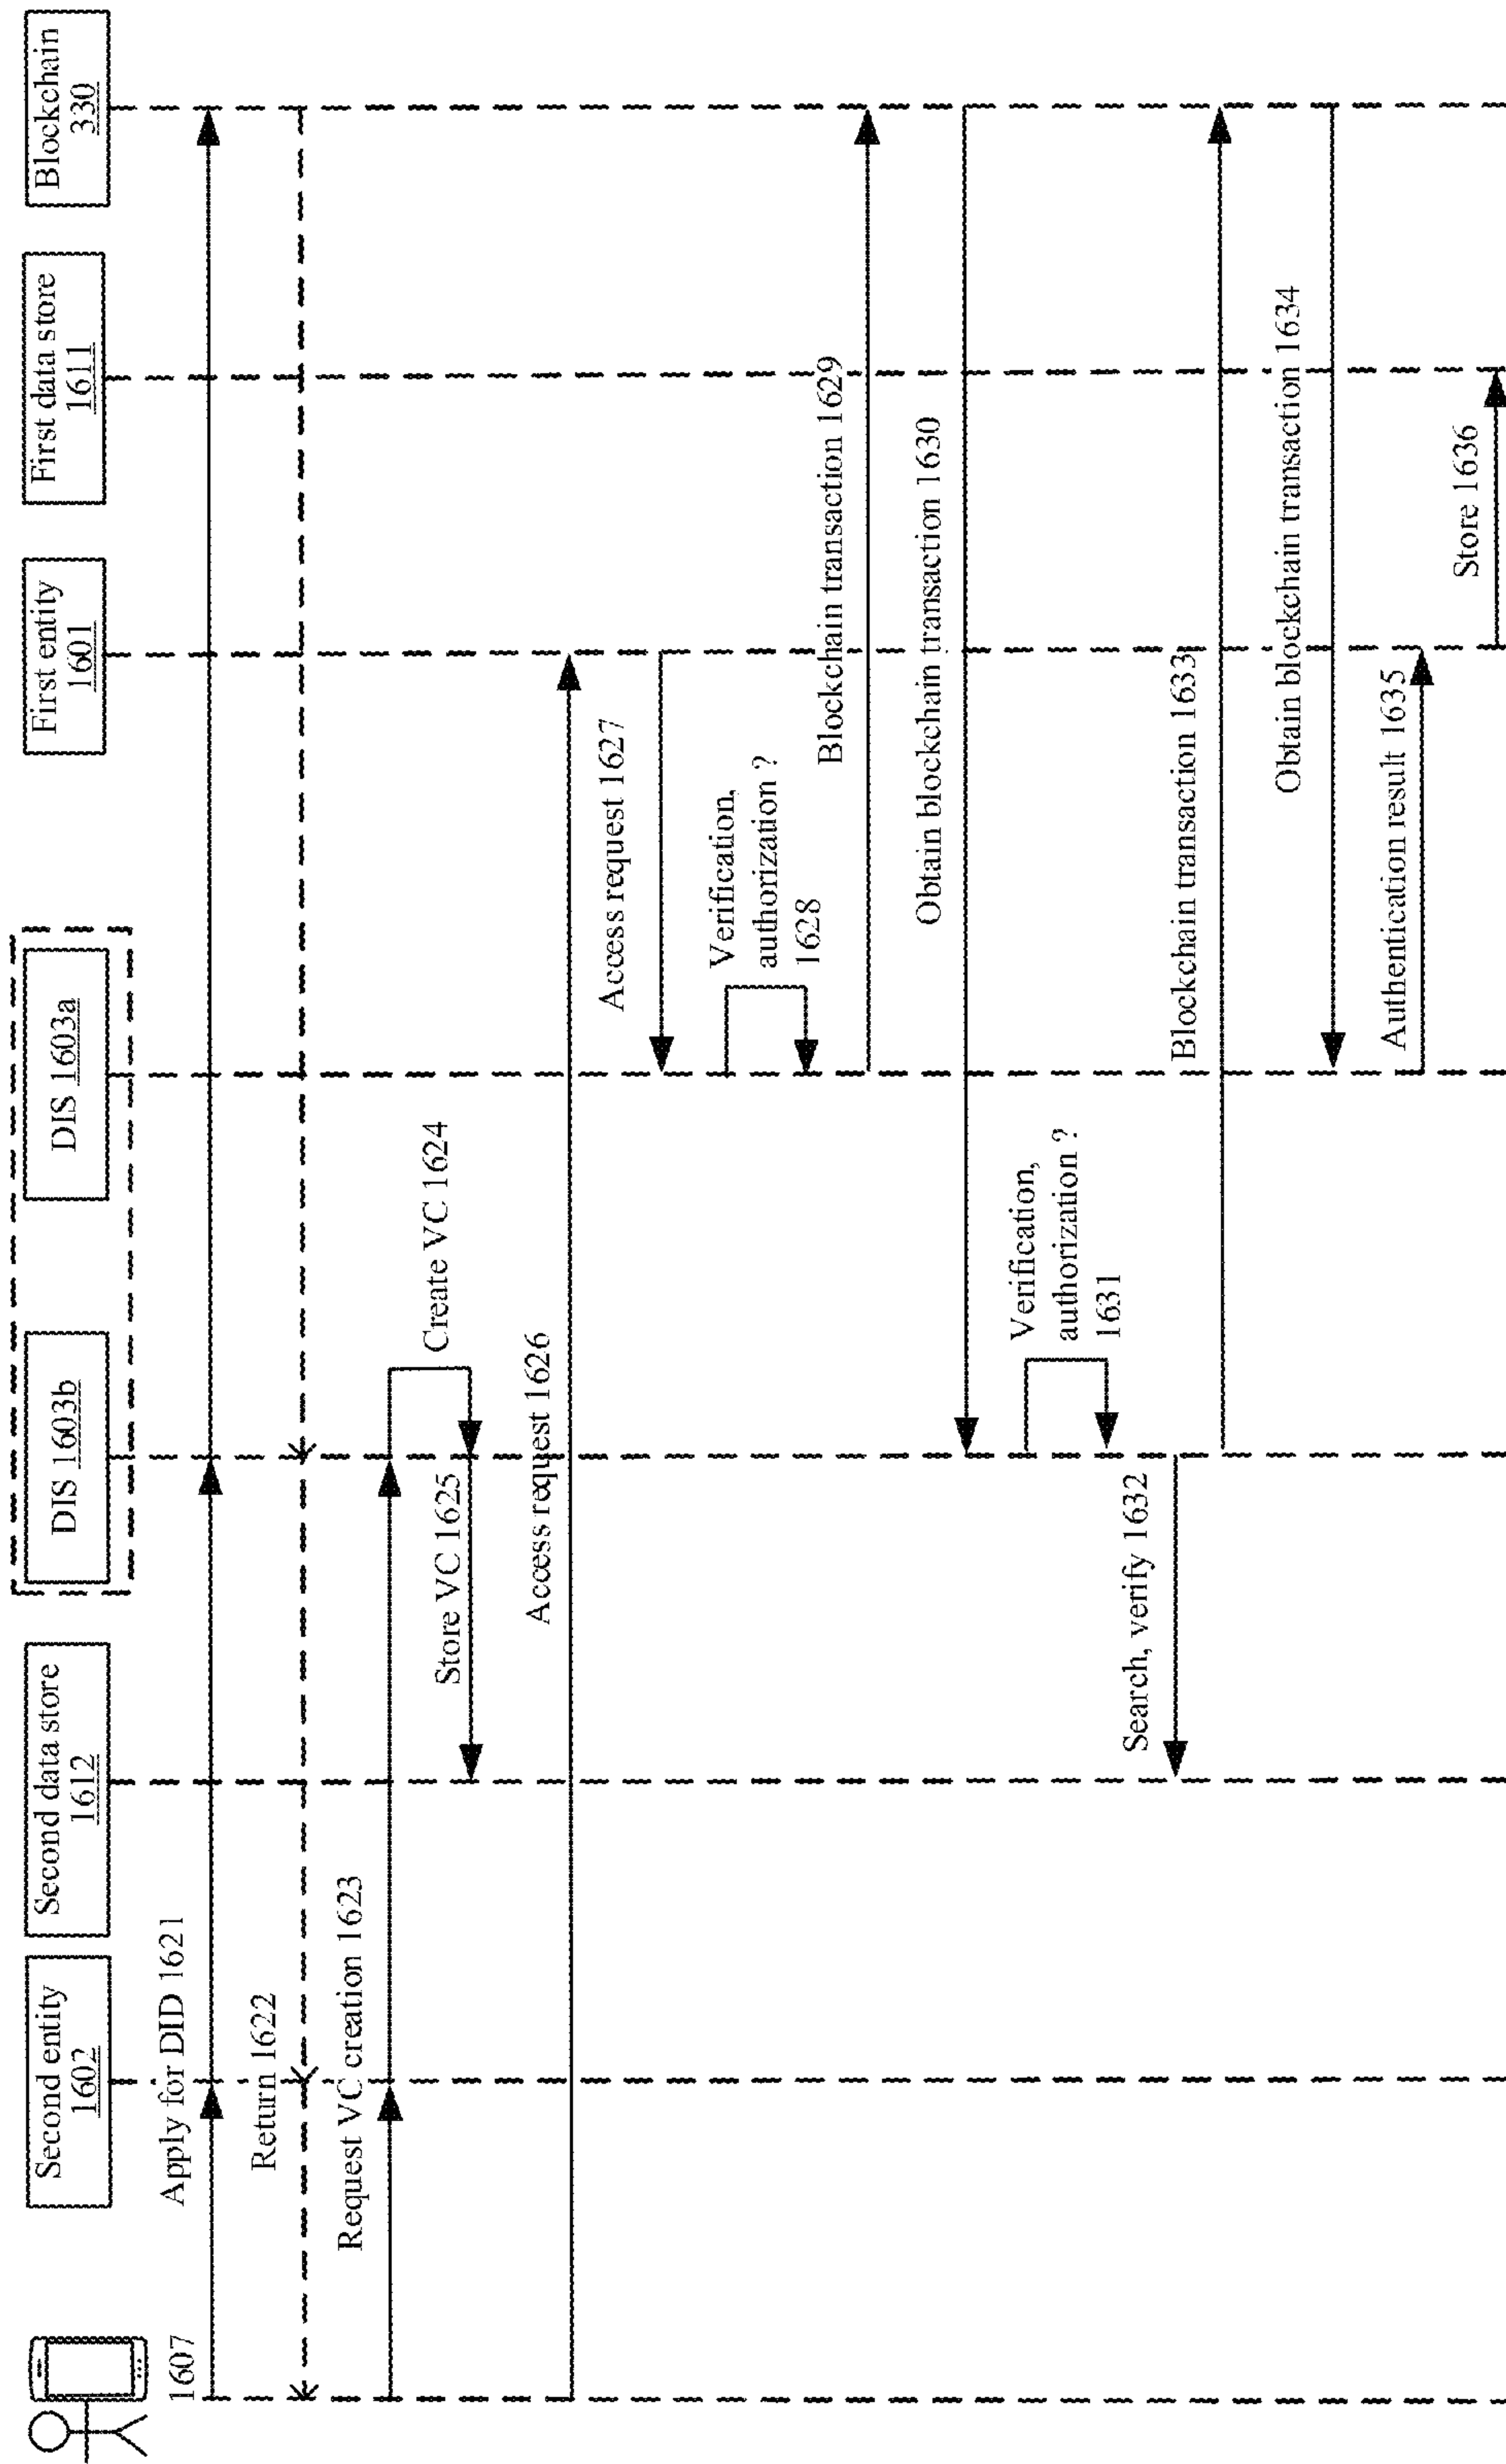 1607
Second entity
1602
Second data store
1612
DIS 1603b
DIS 1603a
First entity
1601
First data store
1611
Blockchain
330
Apply for DID 1621
Return 1622
Request VC creation 1623
Create VC 1624
Store VC 1625
Access request 1626
Access request 1627
Verification,
authorization ?
1628
Blockchain transaction 1629
Obtain blockchain transaction 1630
Verification,
authorization ?
1631
Search, verify 1632
Blockchain transaction 1633
Obtain blockchain transaction 1634
Authentication result 1635
Store 1636